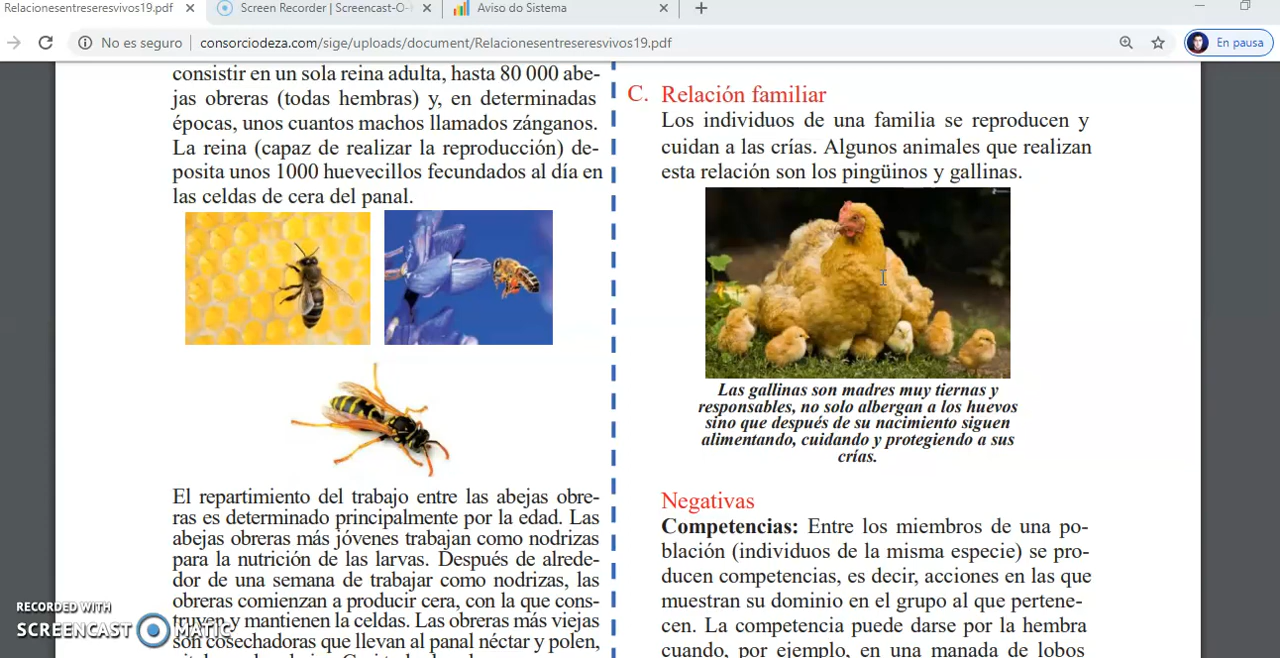 Relacionesentreseresvivos19.pdf
Screen Recorder | Screencast-O-
Aviso do Sistema
No es seguro
consorciodeza.com/sige/uploads/document/Relacionesentreseresvivos19.pdf
En pausa
consistir en un sola reina adulta, hasta 80 000 abe-
jas obreras (todas hembras) y, en determinadas
épocas, unos cuantos machos llamados zánganos.
La reina (capaz de realizar la reproducción) de-
posita unos 1000 huevecillos fecundados al día en
las celdas de cera del panal.
El repartimiento del trabajo entre las abejas obre-
ras es determinado principalmente por la edad. Las
abejas obreras más jóvenes trabajan como nodrizas
para la nutrición de las larvas. Después de alrede-
dor de una semana de trabajar como nodrizas, las
obreras comienzan a producir cera, con la que cons-
truyen y mantienen la celdas. Las obreras más viejas
son cosechadoras que llevan al panal néctar y polen,
C. Relación familiar
Los individuos de una familia se reproducen y
cuidan a las crías. Algunos animales que realizan
esta relación son los pingüinos y gallinas.
Las gallinas son madres muy tiernas y
responsables, no solo albergan a los huevos
sino que después de su nacimiento siguen
alimentando, cuidando y protegiendo a sus
crías.
Negativas
Competencias: Entre los miembros de una po-
blación (individuos de la misma especie) se pro-
ducen competencias, es decir, acciones en las que
muestran su dominio en el grupo al que pertene-
cen. La competencia puede darse por la hembra
cuando, por ejemplo, en una manada de lobos
RECORDED WITH
SCREENCAST MATIC